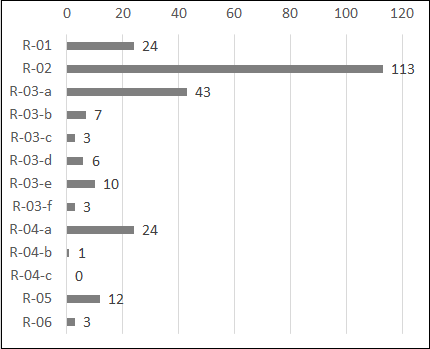 0 20 40 60 80 100 120
R-01 24
R-02 113
R-03-a 43
R-03-b 7
R-03-c 3
R-03-d 6
R-03-e 10
R-03-f 3
R-04-a 24
R-04-b 1
R-04-c 0
R-05 12
R-06 3